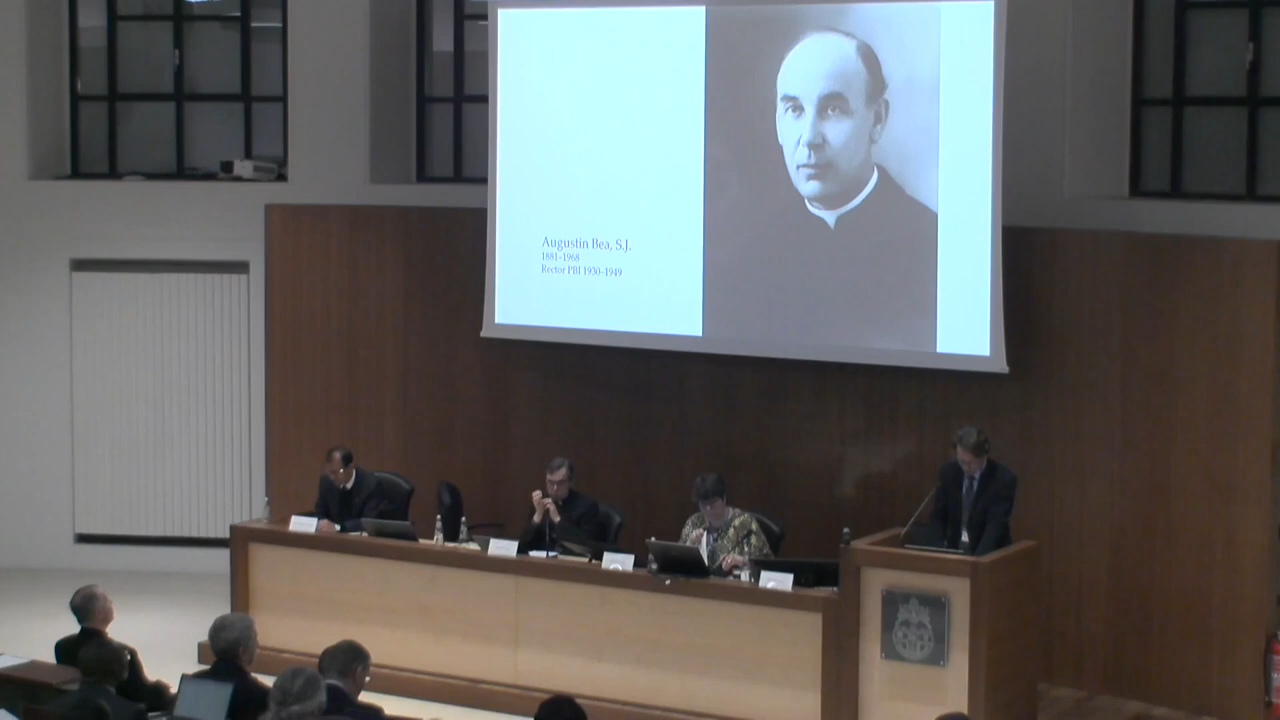 Augustin Bea, S.J.
1881–1968
Rector PBI 1930–1949